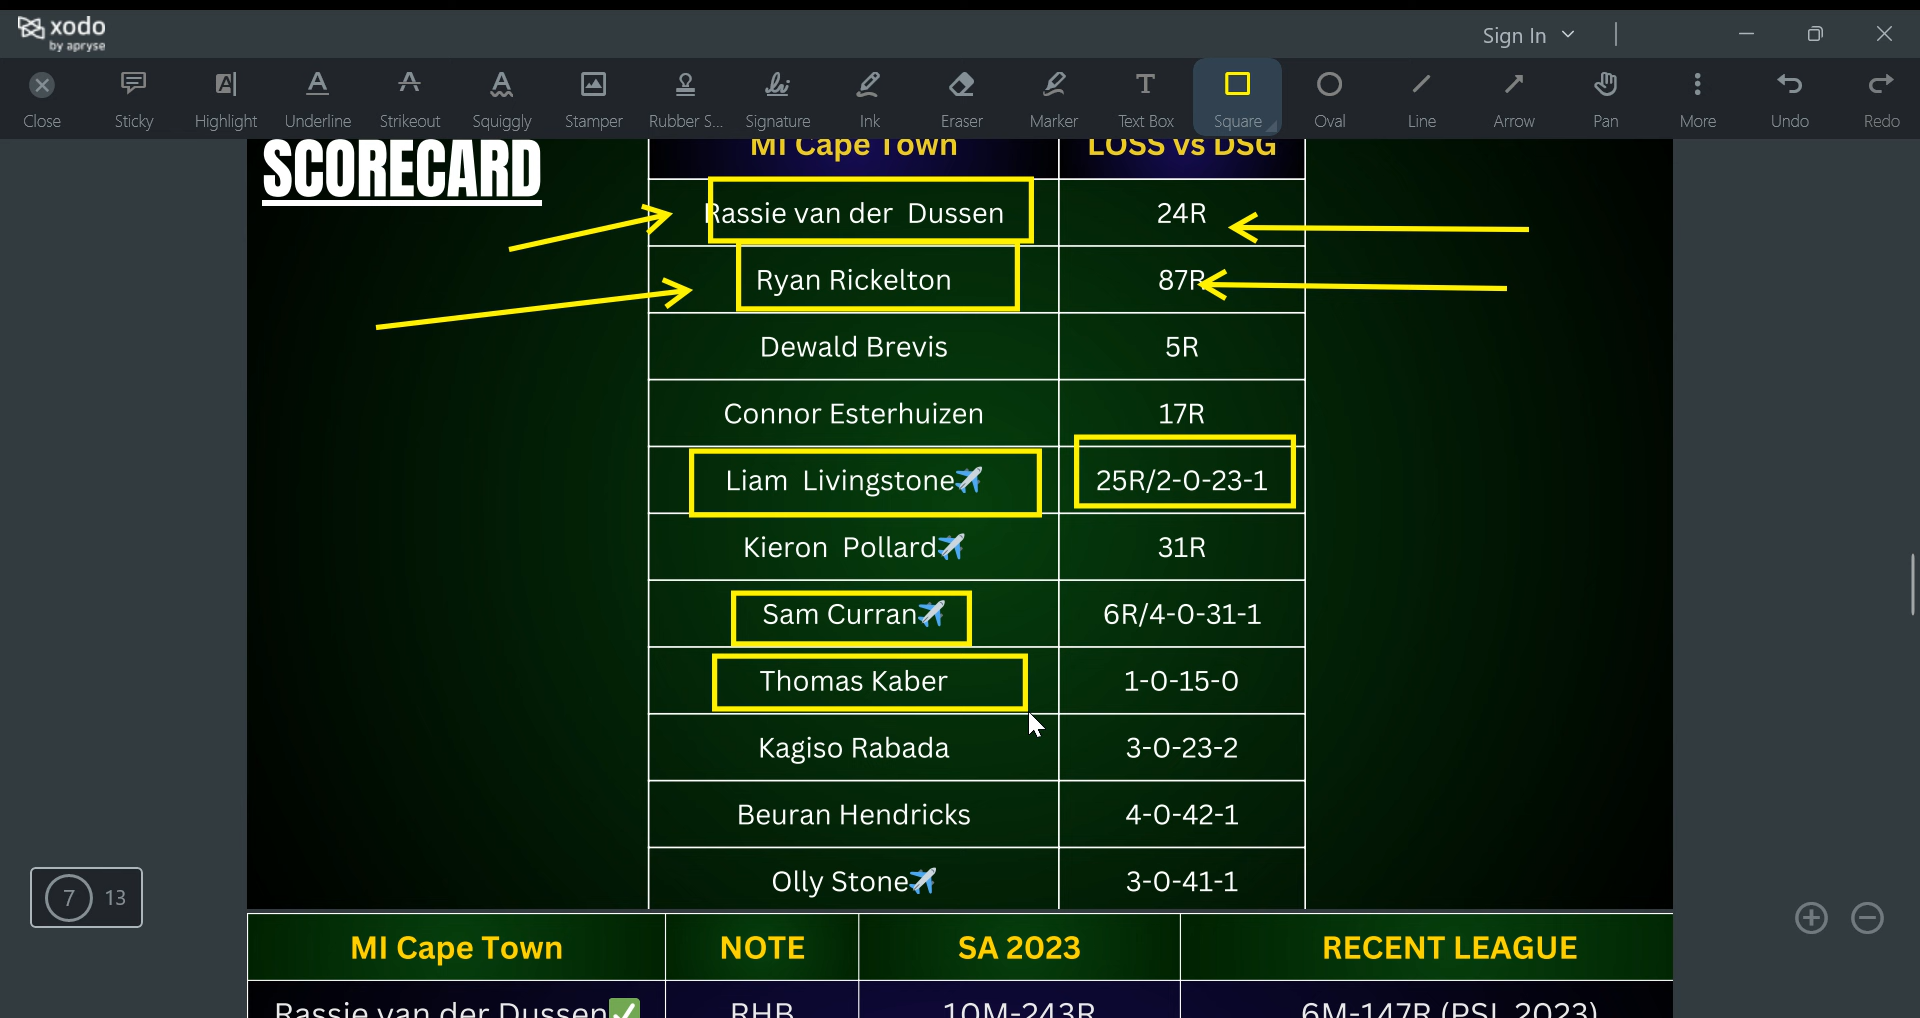 xodo
by apryse
Sign In
Close Sticky Highlight Underline Strikeout Squiggly Stamper Rubber S... Signature Ink Eraser Marker Text Box Square Oval Line Arrow Pan More Undo Redo
SCORECARD
MI Cape Town LOSS vs DSG
Rassie van der Dussen 24R
Ryan Rickelton 87R
Dewald Brevis 5R
Connor Esterhuizen 17R
Liam Livingstone✈️ 25R/2-0-23-1
Kieron Pollard✈️ 31R
Sam Curran✈️ 6R/4-0-31-1
Thomas Kaber 1-0-15-0
Kagiso Rabada 3-0-23-2
Beuran Hendricks 4-0-42-1
Olly Stone✈️ 3-0-41-1
7 13
MI Cape Town NOTE SA 2023 RECENT LEAGUE
Rassie van der Dussen✅ RHB 10M-243R 6M-147R (PSL 2023)